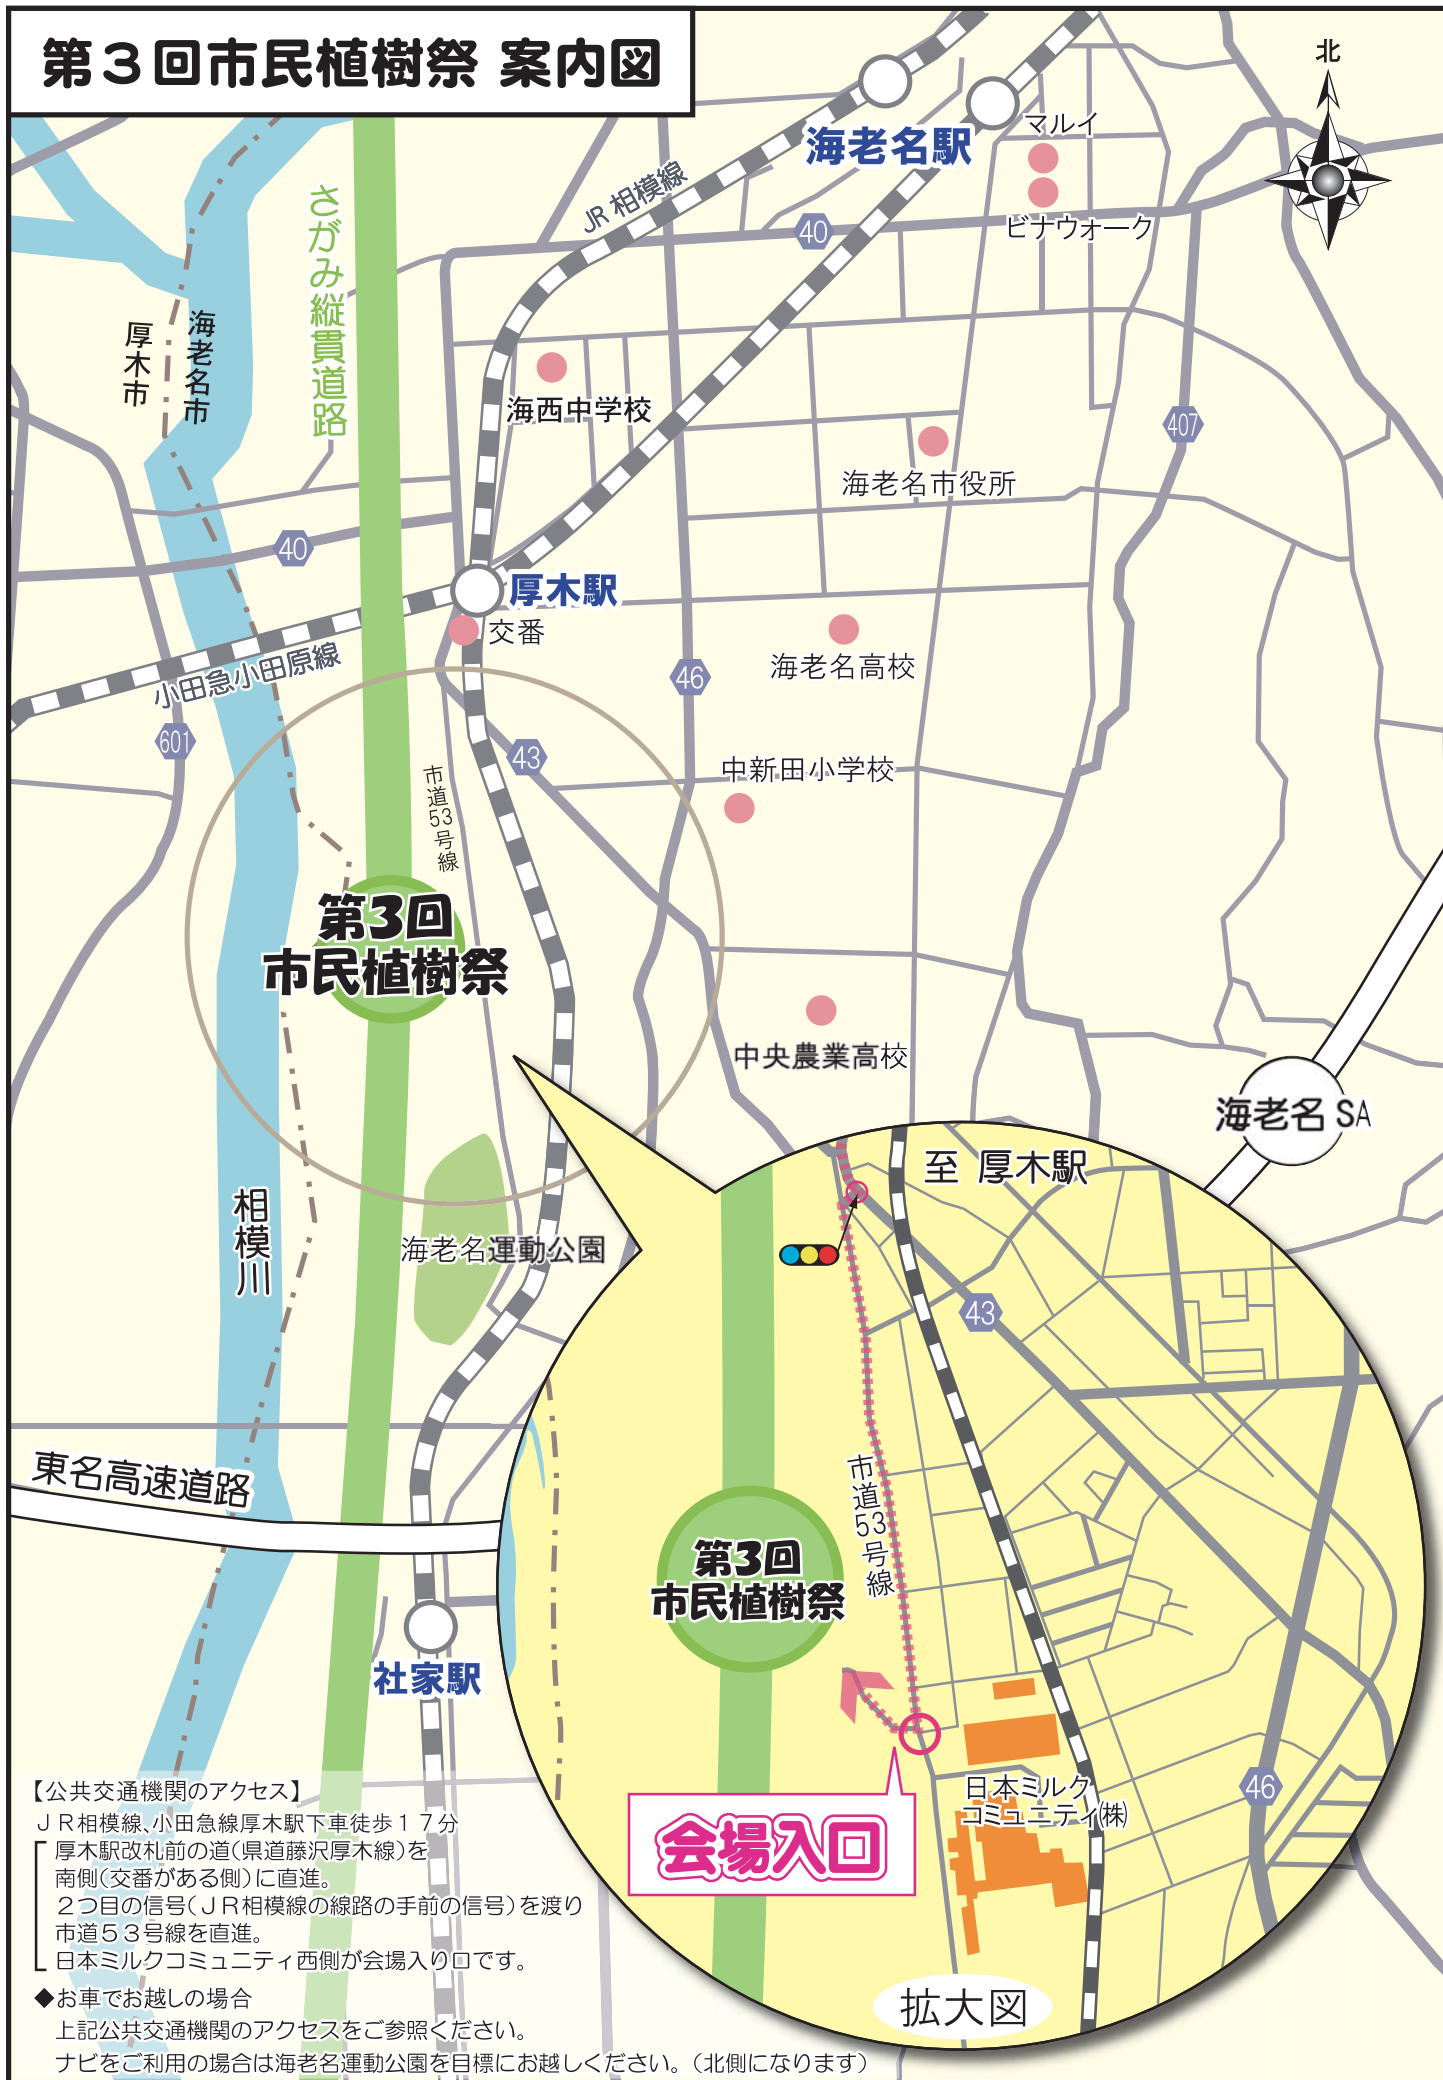 第３回市民植樹祭 案内図
北
海老名駅
マルイ
JR 相模線
ビナウォーク
40
さがみ縦貫道路
海老名市
厚木市
海西中学校
407
海老名市役所
40
厚木駅
交番
海老名高校
小田急小田原線
46
601
43
中新田小学校
市道53号線
第3回
市民植樹祭
中央農業高校
海老名 SA
至 厚木駅
相模川
海老名運動公園
43
東名高速道路
市道53号線
第3回
市民植樹祭
社家駅
日本ミルク
コミュニティ㈱
46
会場入口
拡大図
【公共交通機関のアクセス】
ＪＲ相模線、小田急線厚木駅下車徒歩１７分
厚木駅改札前の道（県道藤沢厚木線）を
南側（交番がある側）に直進。
２つ目の信号（ＪＲ相模線の線路の手前の信号）を渡り
市道５３号線を直進。
日本ミルクコミュニティ西側が会場入り口です。
◆お車でお越しの場合
上記公共交通機関のアクセスをご参照ください。
ナビをご利用の場合は海老名運動公園を目標にお越しください。（北側になります）